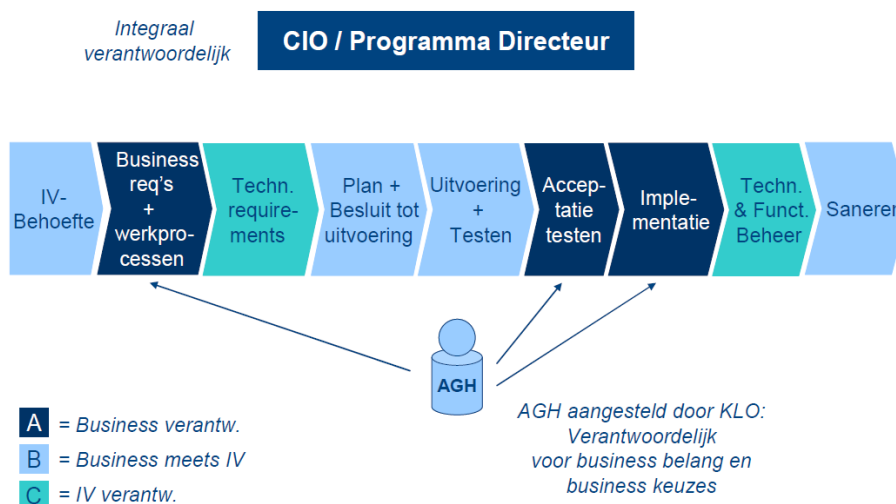 Integraal
verantwoordelijk
CIO / Programma Directeur
IV-
Behoefte
Business
req's
+
werkpro-
cessen
Techn.
require-
ments
Plan +
Besluit tot
uitvoering
Uitvoering
+
Testen
Accep-
tatie
testen
Imple-
mentatie
Techn.
& Funct.
Beheer
Saneren
AGH
A = Business verantw.
B = Business meets IV
C = IV verantw.
AGH aangesteld door KLO:
Verantwoordelijk
voor business belang en
business keuzes